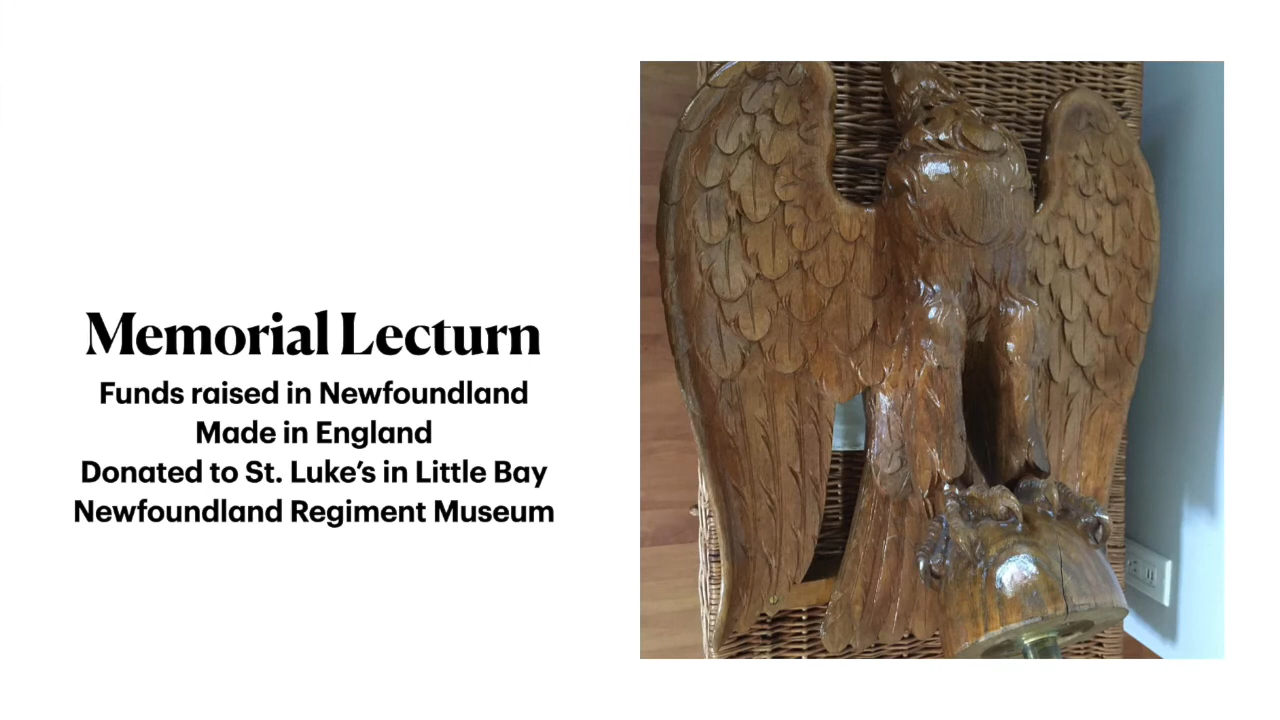 Memorial Lecturn
Funds raised in Newfoundland
Made in England
Donated to St. Luke’s in Little Bay
Newfoundland Regiment Museum